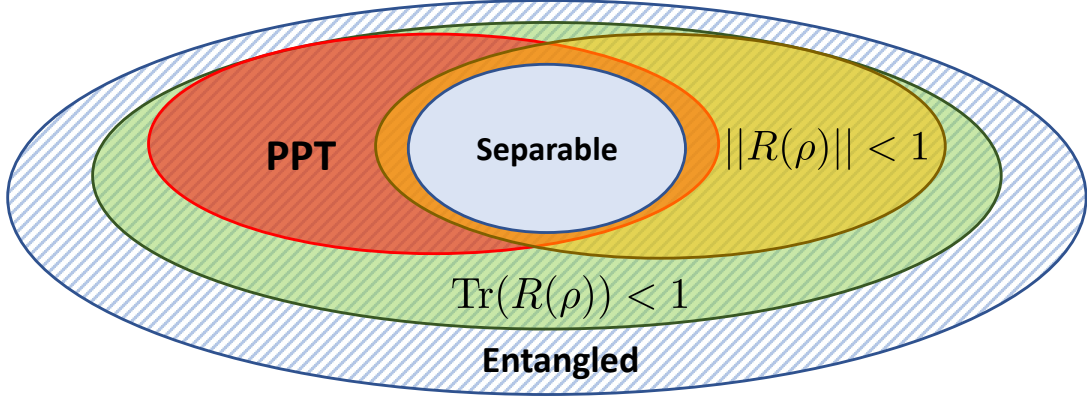 Separable
PPT
||R(ρ)|| < 1
Tr(R(ρ)) < 1
Entangled